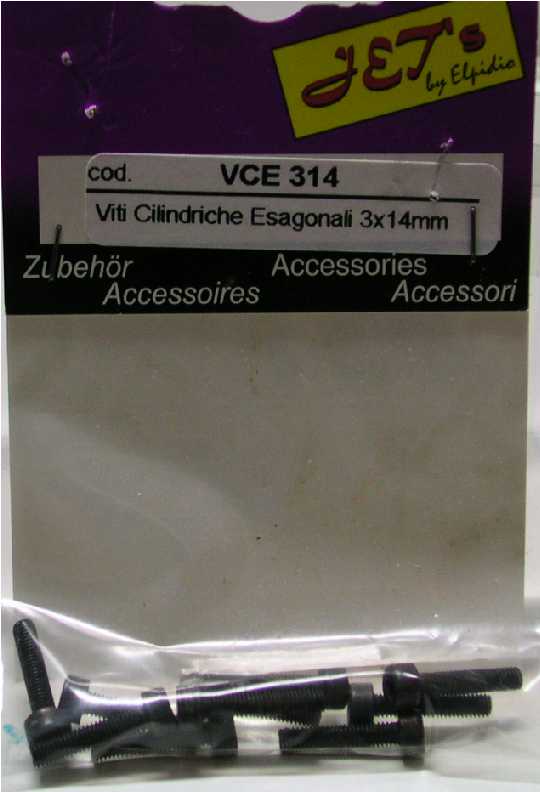 JET's
by Elpidio
cod. VCE 314
Viti Cilindriche Esagonali 3x14mm
Zubehör Accessories
Accessoires Accessori